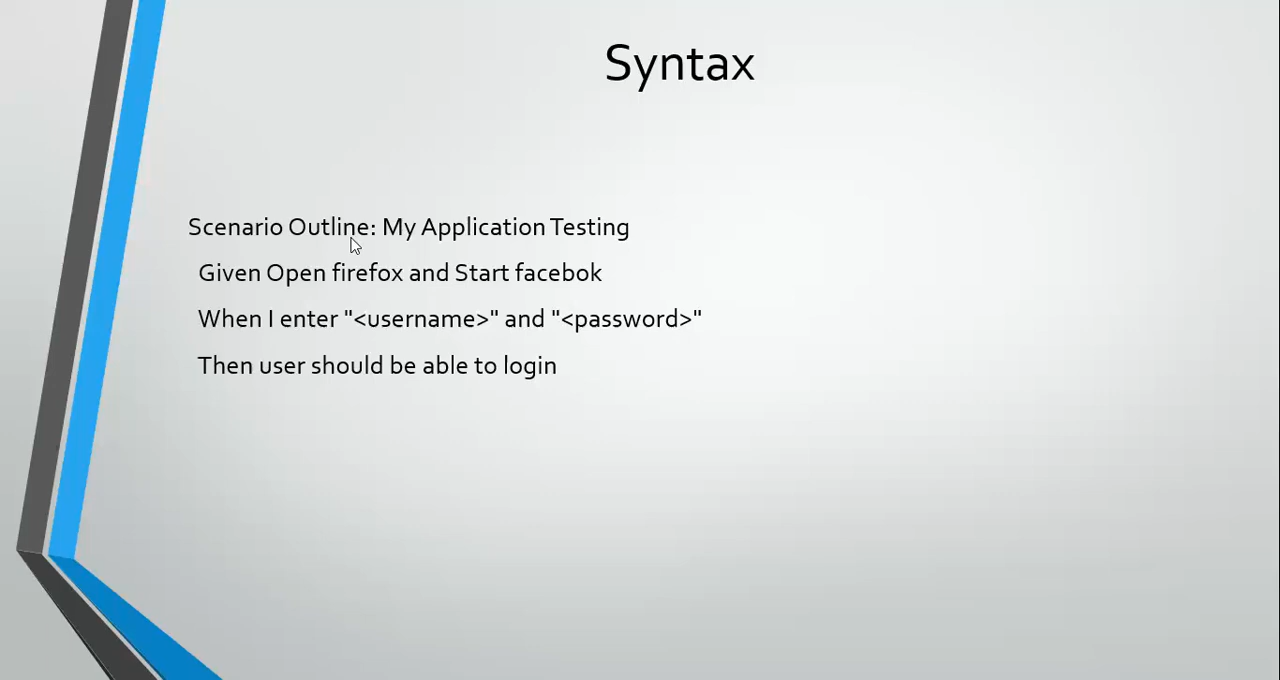 Syntax
Scenario Outline: My Application Testing
Given Open firefox and Start facebok
When I enter "<username>" and "<password>"
Then user should be able to login